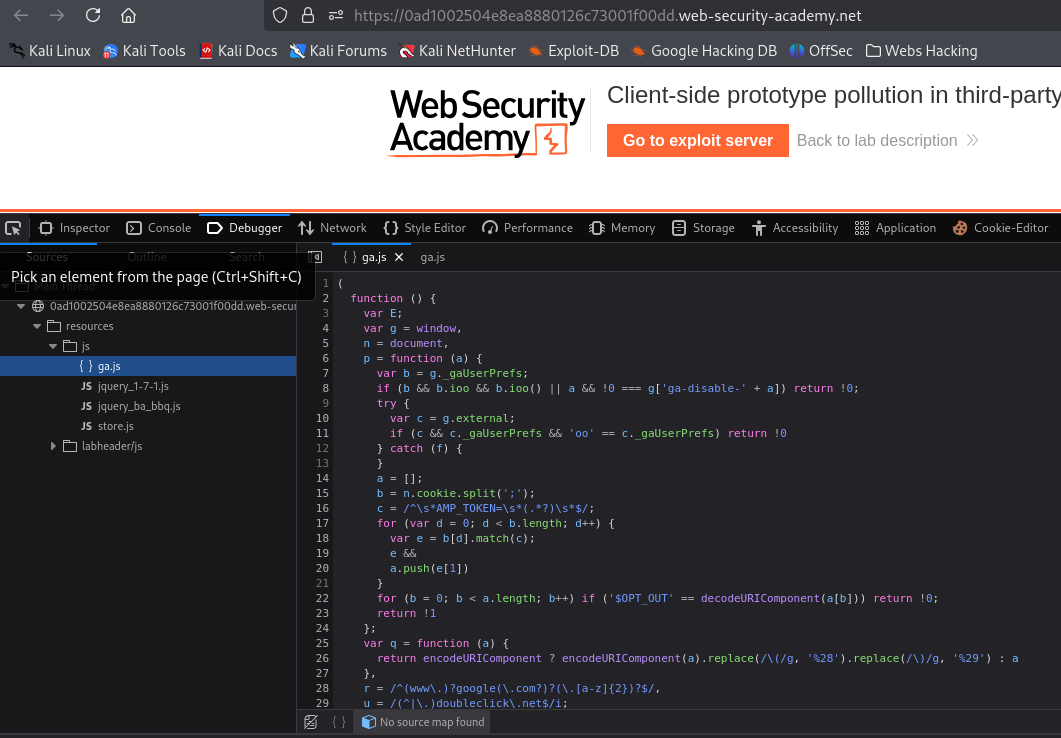 https://0ad1002504e8ea8880126c73001f00dd.web-security-academy.net
Kali Linux Kali Tools Kali Docs Kali Forums Kali NetHunter Exploit-DB Google Hacking DB OffSec Webs Hacking
WebSecurity
Academy
Client-side prototype pollution in third-party
Go to exploit server Back to lab description
Inspector Console Debugger Network Style Editor Performance Memory Storage Accessibility Application Cookie-Editor
Sources Outline Search
Pick an element from the page (Ctrl+Shift+C)
Main Thread
0ad1002504e8ea8880126c73001f00dd.web-secur
resources
js
{ } ga.js
JS jquery_1-7-1.js
JS jquery_ba_bbq.js
JS store.js
labheader/js
{ } ga.js ga.js
1 (
2 function () {
3 var E;
4 var g = window,
5 n = document,
6 p = function (a) {
7 var b = g._gaUserPrefs;
8 if (b && b.ioo && b.ioo() || a && !0 === g['ga-disable-' + a]) return !0;
9 try {
10 var c = g.external;
11 if (c && c._gaUserPrefs && 'oo' == c._gaUserPrefs) return !0
12 } catch (f) {
13 }
14 a = [];
15 b = n.cookie.split(';');
16 c = /^\s*AMP_TOKEN=\s*(.*?)\s*$/;
17 for (var d = 0; d < b.length; d++) {
18 var e = b[d].match(c);
19 e &&
20 a.push(e[1])
21 }
22 for (b = 0; b < a.length; b++) if ('$OPT_OUT' == decodeURIComponent(a[b])) return !0;
23 return !1
24 };
25 var q = function (a) {
26 return encodeURIComponent ? encodeURIComponent(a).replace(/\(/g, '%28').replace(/\)/g, '%29') : a
27 },
28 r = /^(www\.)?google(\.com?)?(\.[a-z]{2})?$/,
29 u = /(^|\.)doubleclick\.net$/i;
{ } No source map found